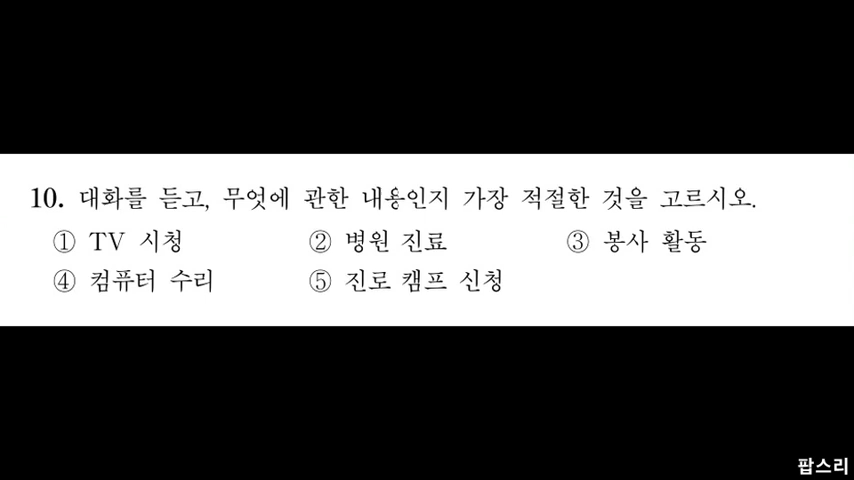 10. 대화를 듣고, 무엇에 관한 내용인지 가장 적절한 것을 고르시오.
① TV 시청 ② 병원 진료 ③ 봉사 활동
④ 컴퓨터 수리 ⑤ 진로 캠프 신청
팝스리